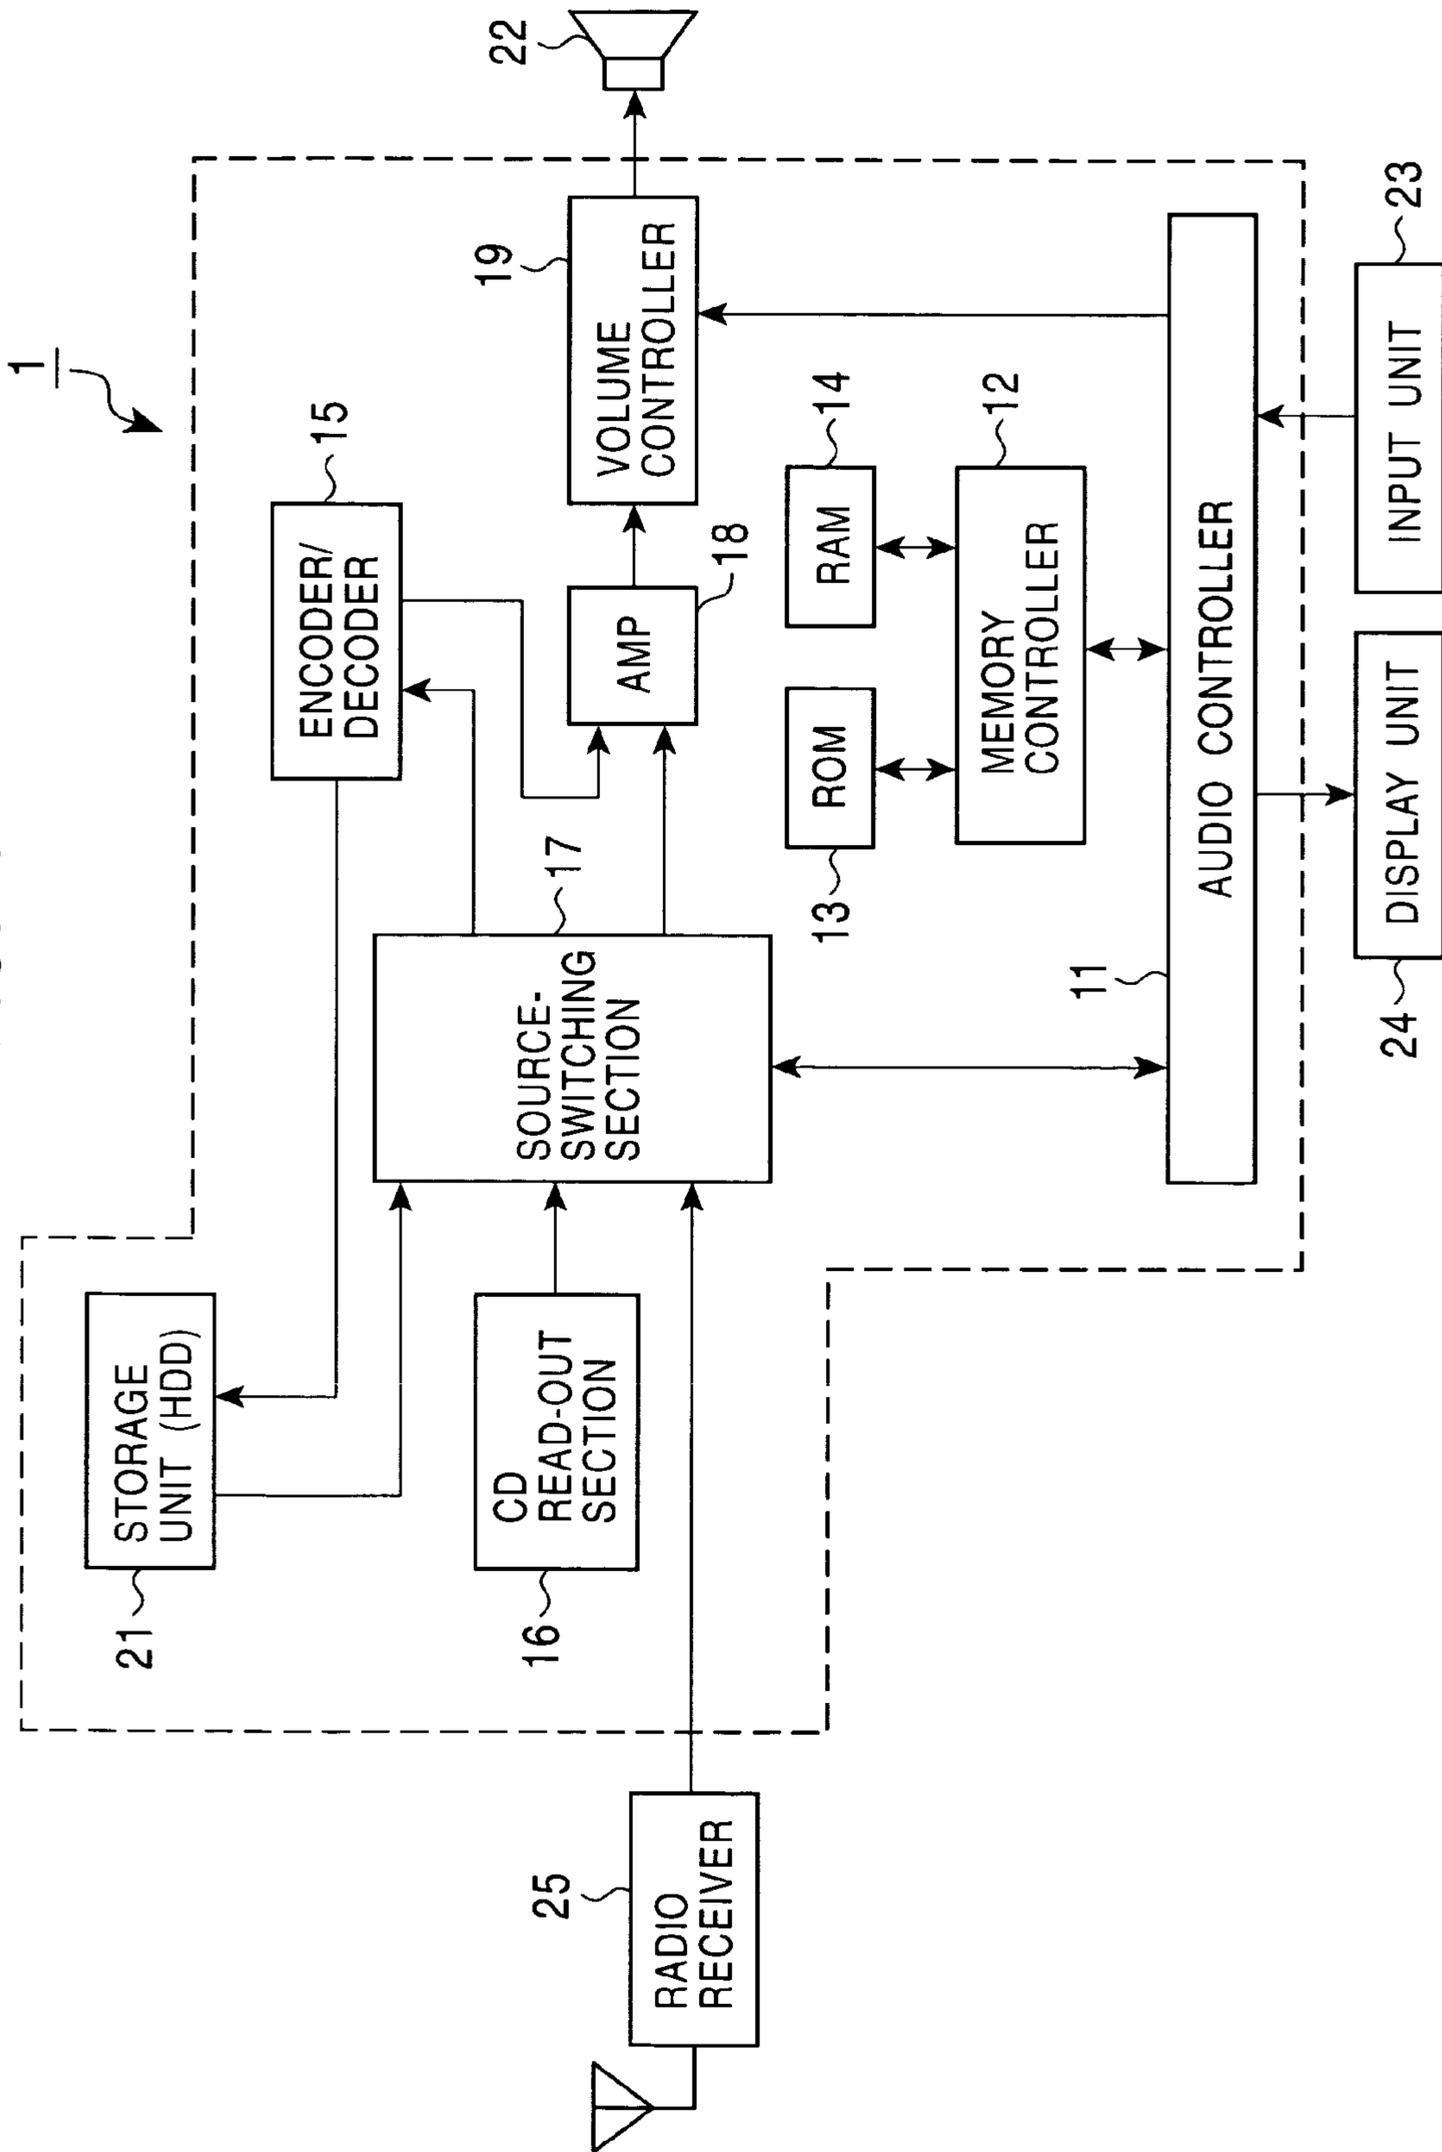 1
21
STORAGE
UNIT (HDD)
15
ENCODER/
DECODER
16
CD
READ-OUT
SECTION
17
SOURCE-
SWITCHING
SECTION
18
AMP
19
VOLUME
CONTROLLER
22
25
RADIO
RECEIVER
13
ROM
14
RAM
12
MEMORY
CONTROLLER
11
AUDIO CONTROLLER
24
DISPLAY UNIT
23
INPUT UNIT